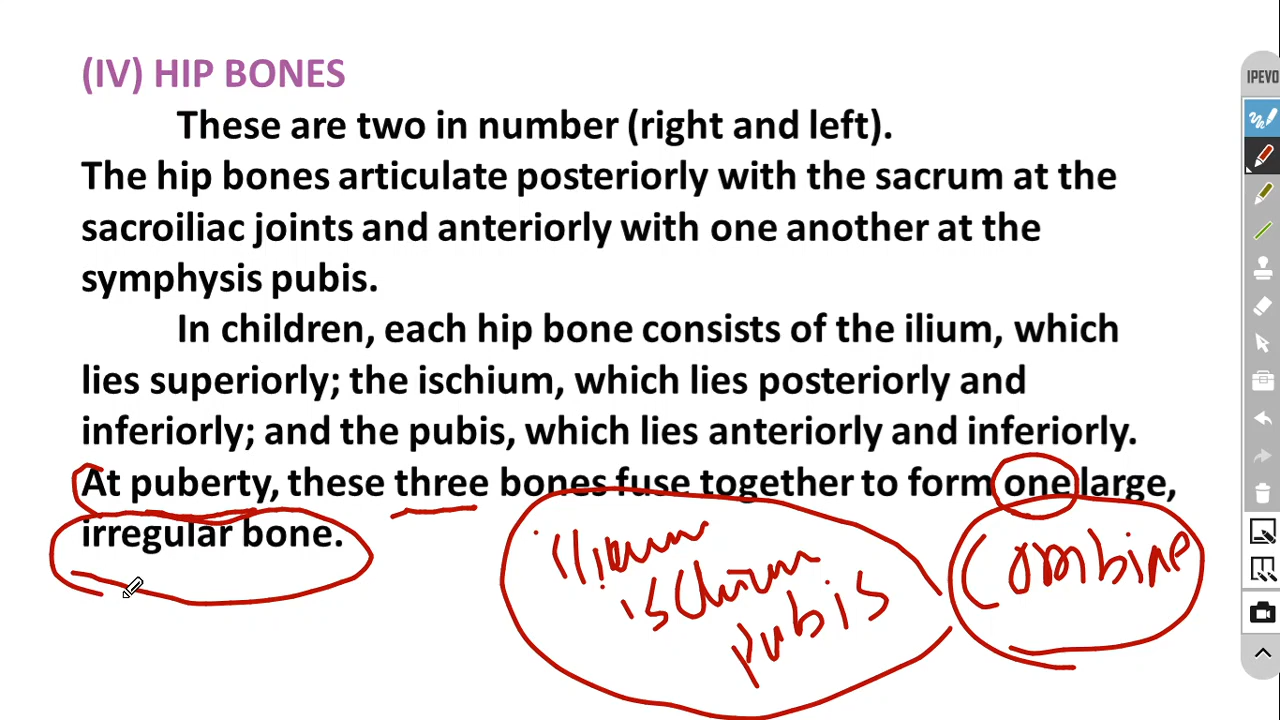 (IV) HIP BONES
These are two in number (right and left).
The hip bones articulate posteriorly with the sacrum at the
sacroiliac joints and anteriorly with one another at the
symphysis pubis.
In children, each hip bone consists of the ilium, which
lies superiorly; the ischium, which lies posteriorly and
inferiorly; and the pubis, which lies anteriorly and inferiorly.
At puberty, these three bones fuse together to form one large,
irregular bone.
ilium
ischium
pubis
combine
IPEVO